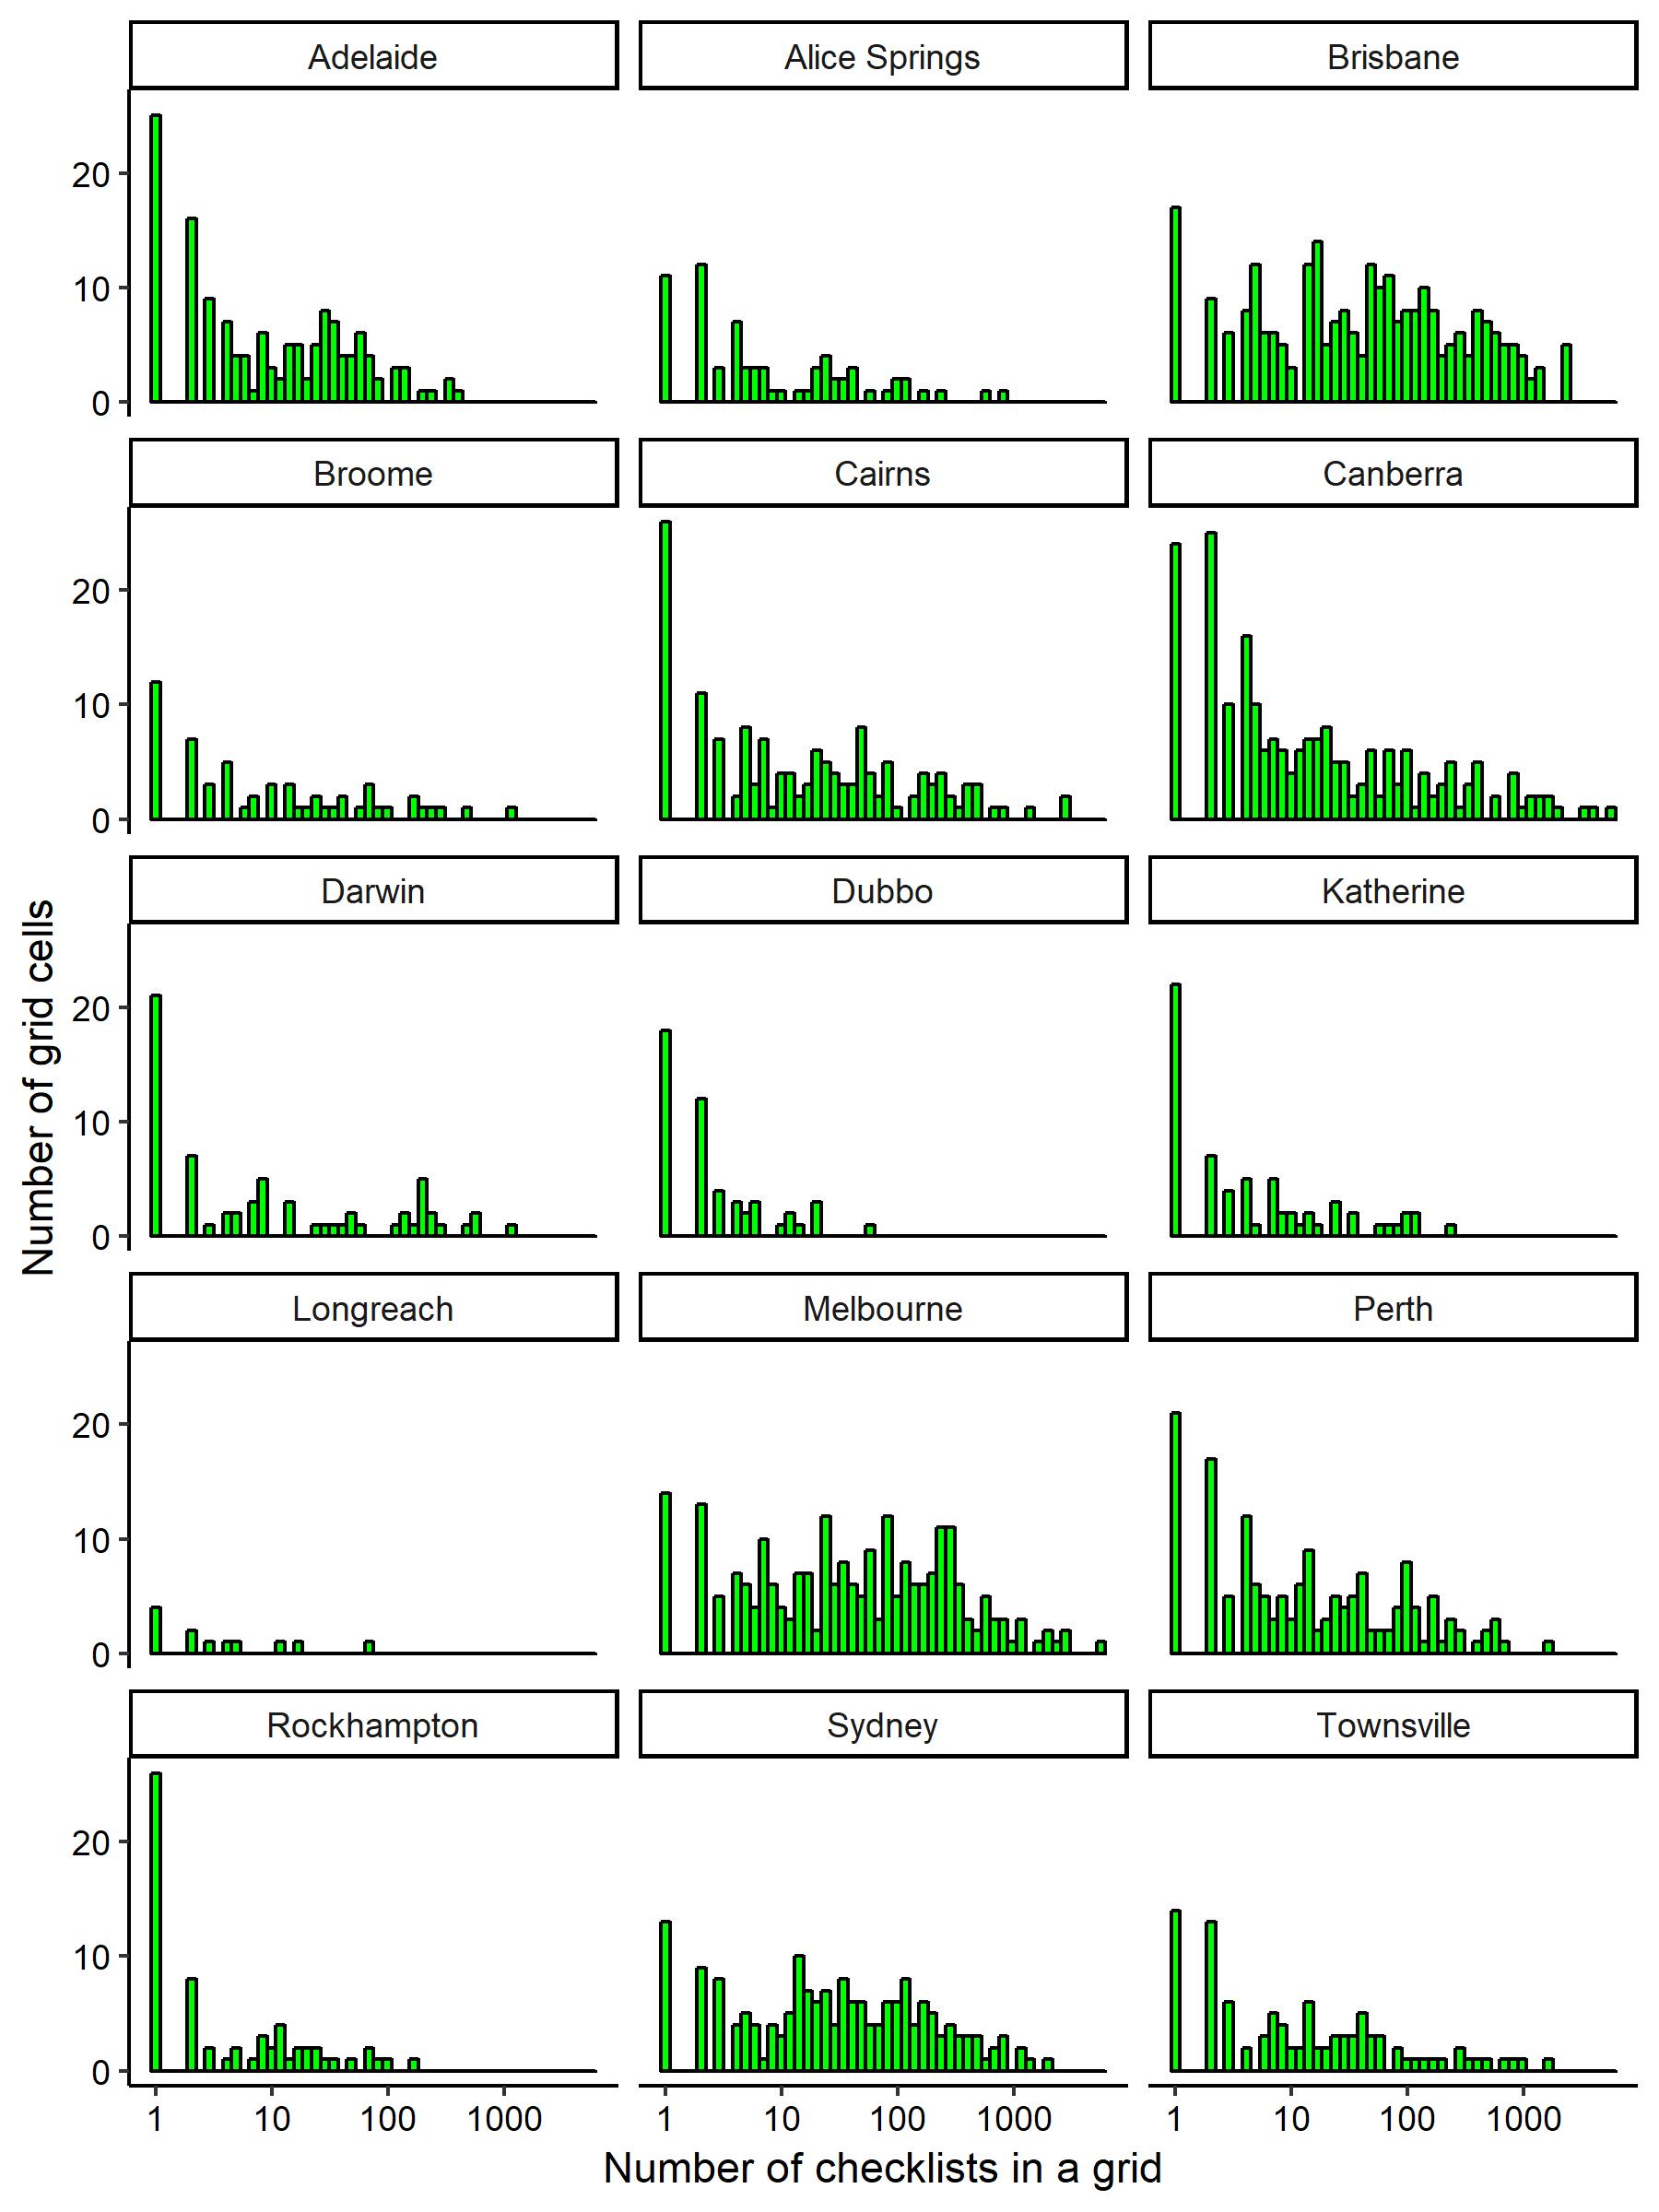 Adelaide Alice Springs Brisbane
20
10
0
Broome Cairns Canberra
20
10
0
Darwin Dubbo Katherine
20
10
0
Longreach Melbourne Perth
20
10
0
Rockhampton Sydney Townsville
20
10
0
1 10 100 1000 1 10 100 1000 1 10 100 1000
Number of checklists in a grid
Number of grid cells